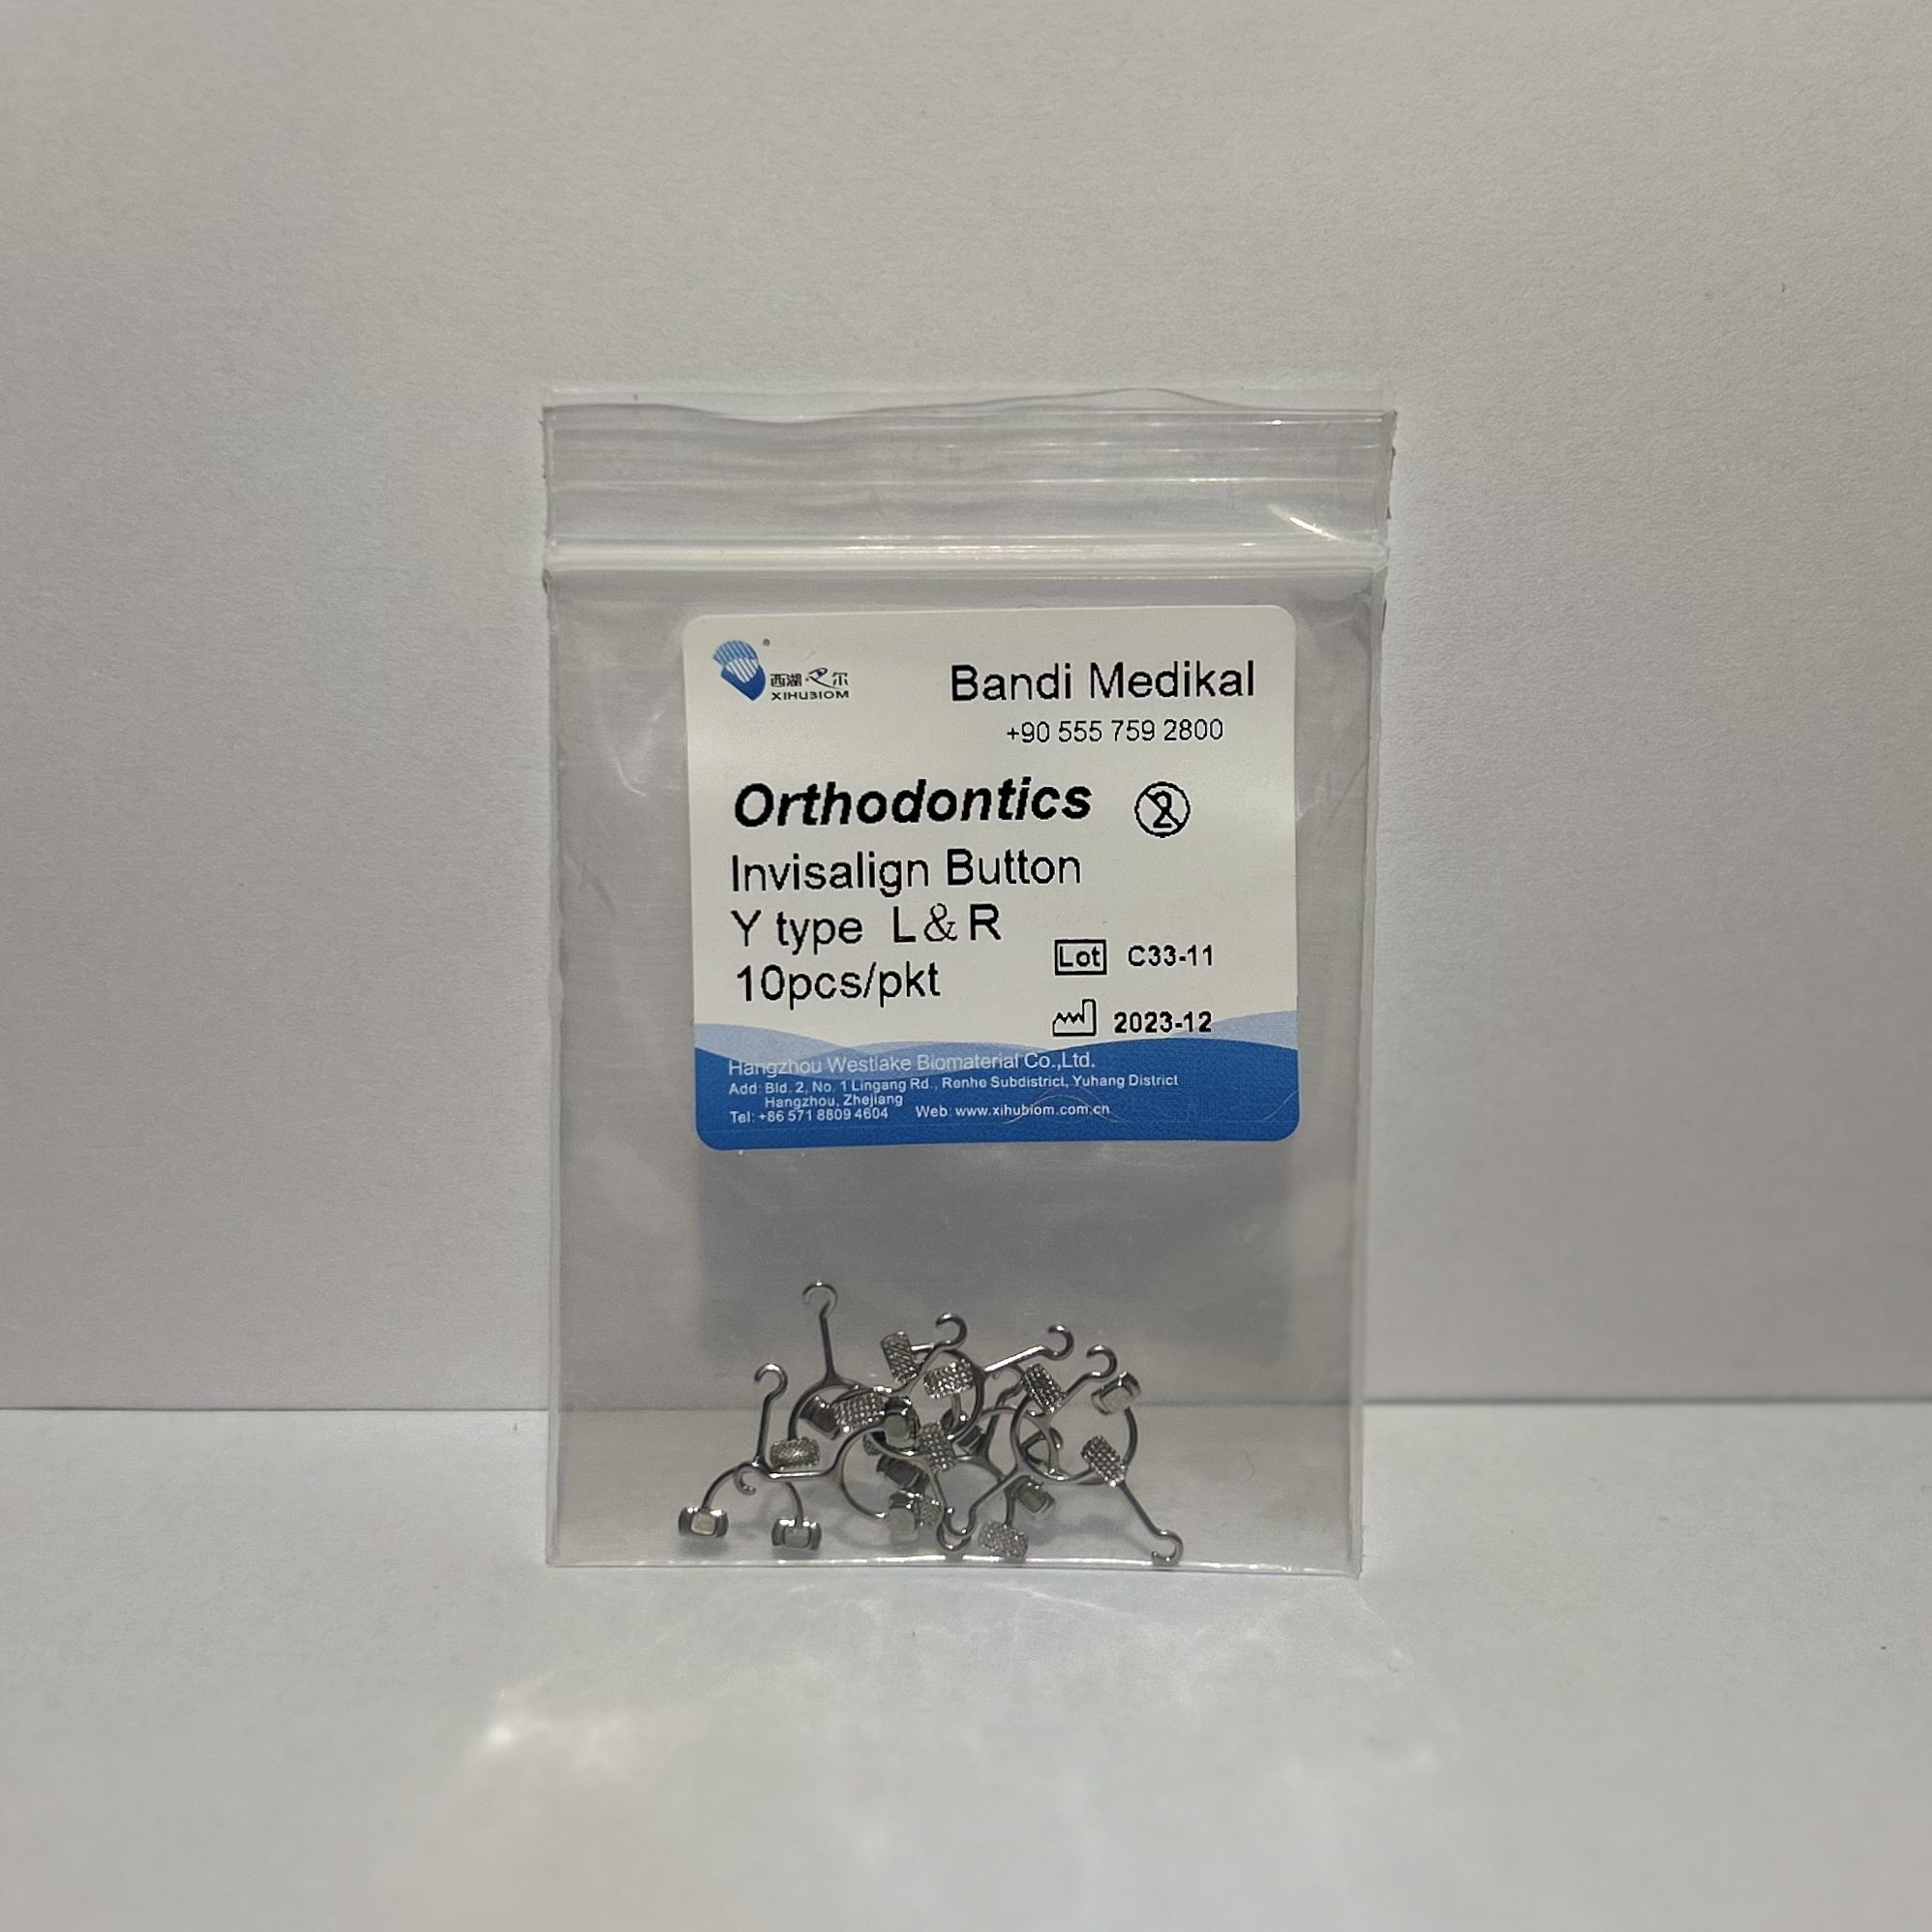 西湖巴尔
XIHUBIOM
Bandi Medikal
+90 555 759 2800
Orthodontics
2
Invisalign Button
Y type L&R
10pcs/pkt
Lot C33-11
2023-12
Hangzhou Westlake Biomaterial Co.,Ltd.
Add: Bld. 2, No. 1 Lingang Rd., Renhe Subdistrict, Yuhang District
Hangzhou, Zhejiang
Tel: +86 571 8809 4604 Web: www.xihubiom.com.cn